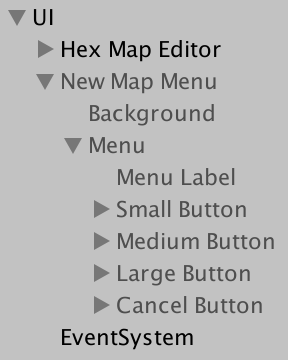 UI
Hex Map Editor
New Map Menu
Background
Menu
Menu Label
Small Button
Medium Button
Large Button
Cancel Button
EventSystem